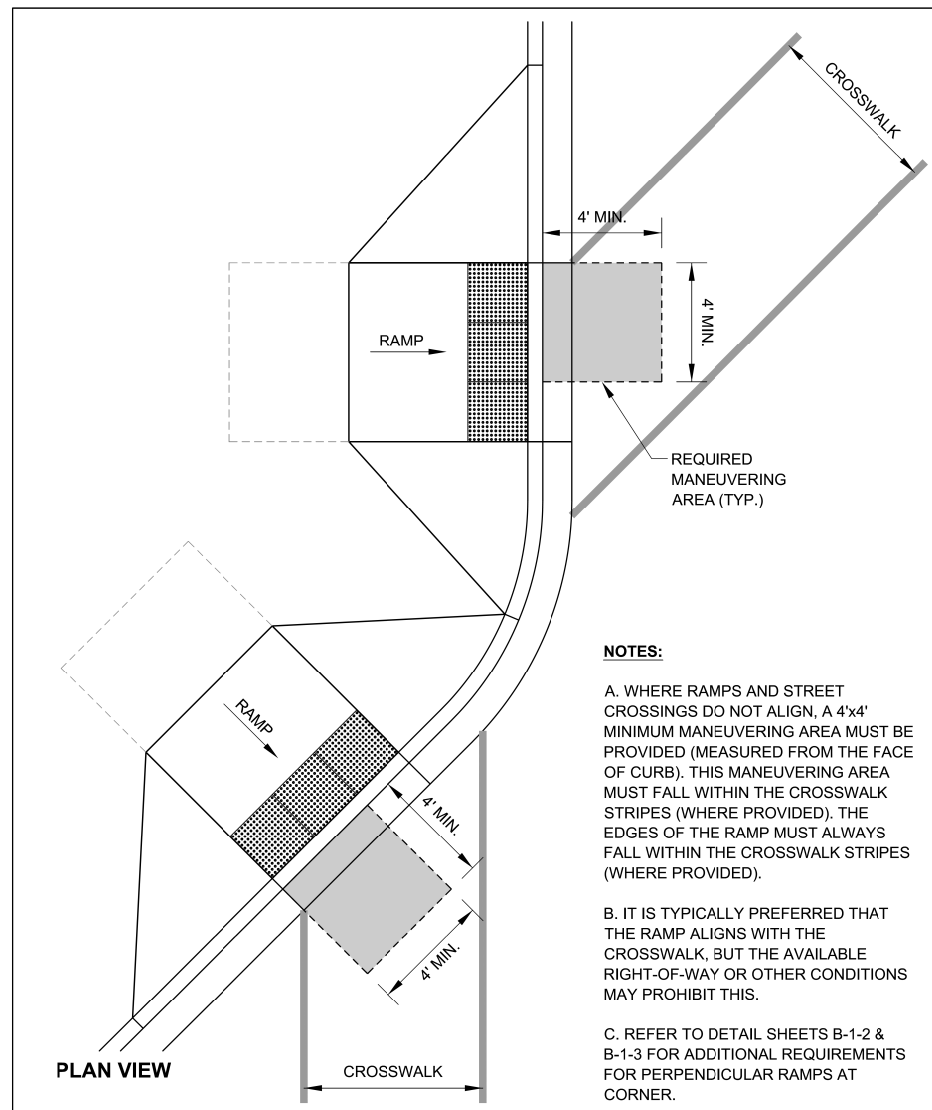 CROSSWALK
4' MIN.
4' MIN.
RAMP
REQUIRED
MANEUVERING
AREA (TYP.)
RAMP
4' MIN.
4' MIN.
CROSSWALK
PLAN VIEW
NOTES:
A. WHERE RAMPS AND STREET
CROSSINGS DO NOT ALIGN, A 4'x4'
MINIMUM MANEUVERING AREA MUST BE
PROVIDED (MEASURED FROM THE FACE
OF CURB). THIS MANEUVERING AREA
MUST FALL WITHIN THE CROSSWALK
STRIPES (WHERE PROVIDED). THE
EDGES OF THE RAMP MUST ALWAYS
FALL WITHIN THE CROSSWALK STRIPES
(WHERE PROVIDED).
B. IT IS TYPICALLY PREFERRED THAT
THE RAMP ALIGNS WITH THE
CROSSWALK, BUT THE AVAILABLE
RIGHT-OF-WAY OR OTHER CONDITIONS
MAY PROHIBIT THIS.
C. REFER TO DETAIL SHEETS B-1-2 &
B-1-3 FOR ADDITIONAL REQUIREMENTS
FOR PERPENDICULAR RAMPS AT
CORNER.